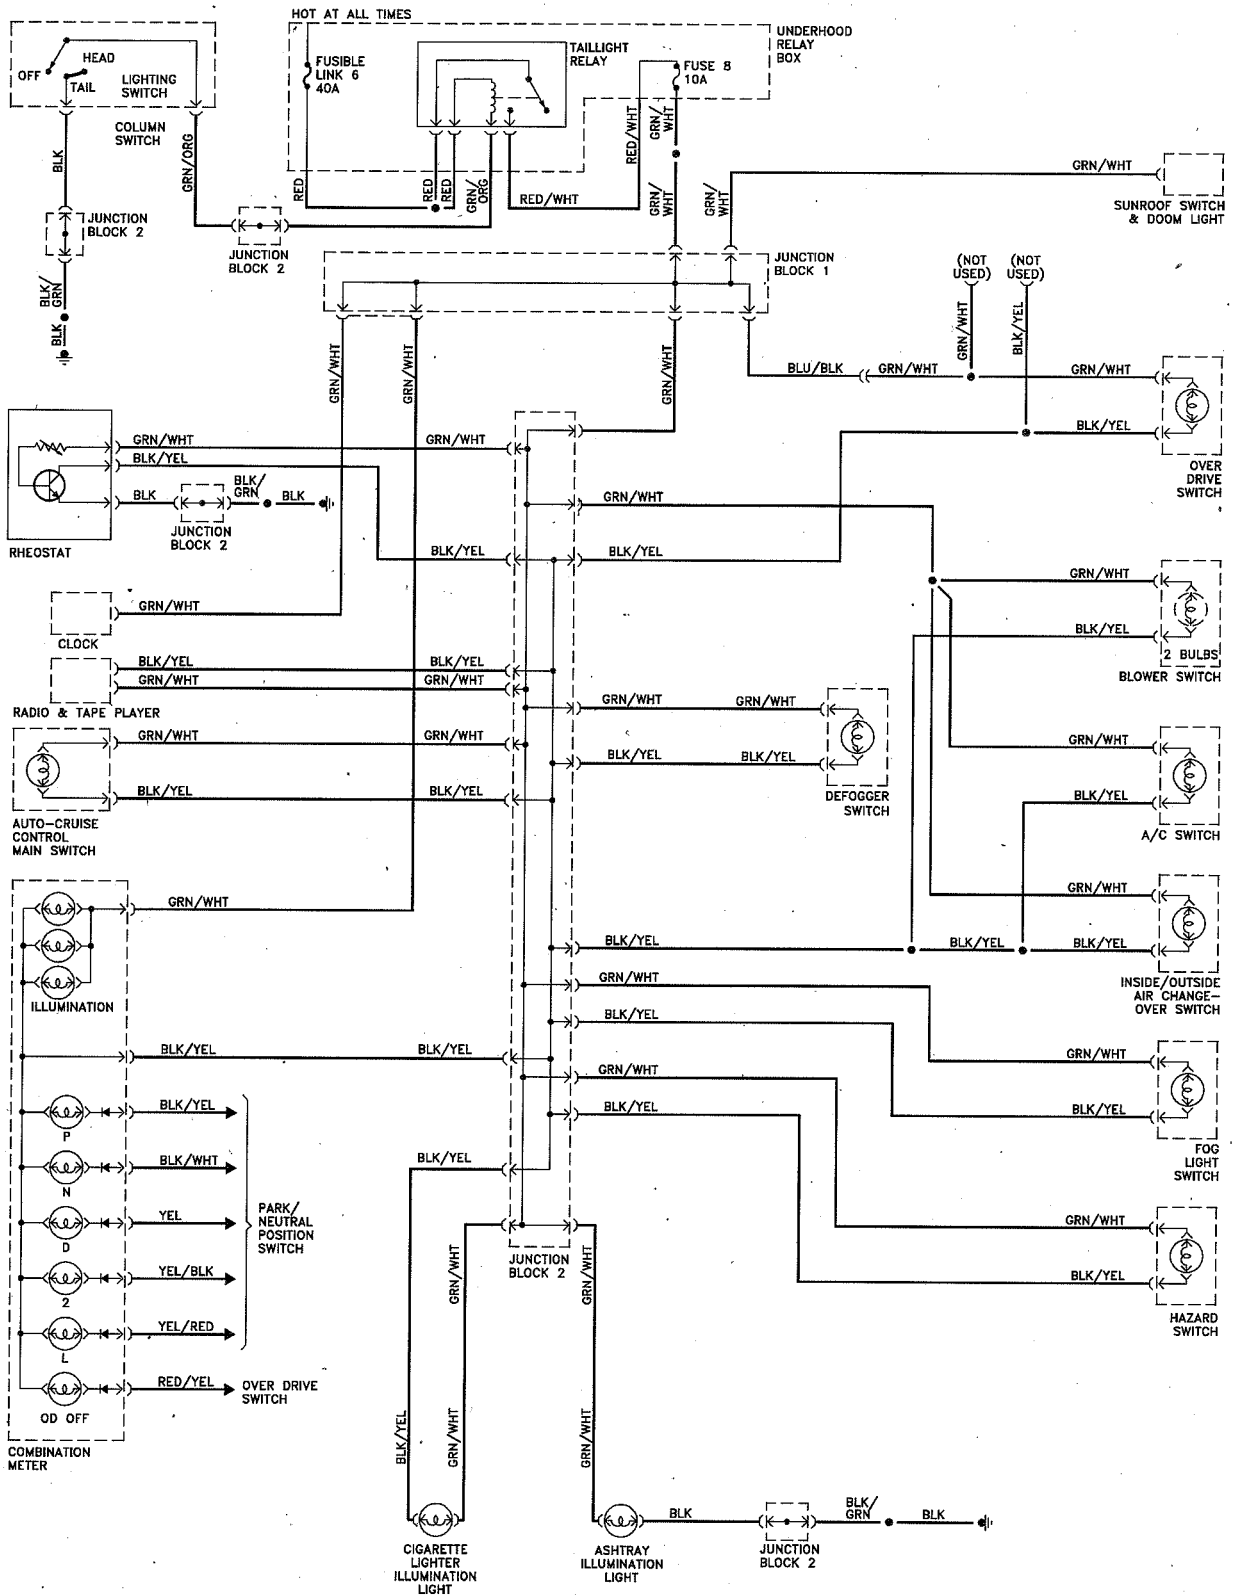 HOT AT ALL TIMES
UNDERHOOD
RELAY
BOX
OFF
HEAD
TAIL
LIGHTING
SWITCH
COLUMN
SWITCH
FUSIBLE
LINK 6
40A
TAILLIGHT
RELAY
FUSE 8
10A
BLK
GRN/ORG
RED
RED
RED
GRN/
ORG
RED/WHT
RED/WHT
GRN/
WHT
GRN/
WHT
GRN/
WHT
GRN/WHT
SUNROOF SWITCH
& DOOM LIGHT
JUNCTION
BLOCK 2
JUNCTION
BLOCK 2
JUNCTION
BLOCK 1
BLK/
GRN
BLK
(NOT
USED)
(NOT
USED)
GRN/WHT
BLK/YEL
GRN/WHT
GRN/WHT
GRN/WHT
BLU/BLK
GRN/WHT
GRN/WHT
BLK/YEL
OVER
DRIVE
SWITCH
GRN/WHT
BLK/YEL
GRN/WHT
BLK
BLK/
GRN
BLK
JUNCTION
BLOCK 2
RHEOSTAT
GRN/WHT
BLK/YEL
BLK/YEL
GRN/WHT
BLK/YEL
2 BULBS
BLOWER SWITCH
GRN/WHT
CLOCK
BLK/YEL
GRN/WHT
BLK/YEL
GRN/WHT
RADIO & TAPE PLAYER
GRN/WHT
GRN/WHT
BLK/YEL
BLK/YEL
DEFOGGER
SWITCH
GRN/WHT
GRN/WHT
BLK/YEL
BLK/YEL
AUTO-CRUISE
CONTROL
MAIN SWITCH
GRN/WHT
BLK/YEL
A/C SWITCH
GRN/WHT
ILLUMINATION
GRN/WHT
BLK/YEL
BLK/YEL
BLK/YEL
INSIDE/OUTSIDE
AIR CHANGE-
OVER SWITCH
GRN/WHT
BLK/YEL
BLK/YEL
BLK/YEL
GRN/WHT
BLK/YEL
GRN/WHT
BLK/YEL
FOG
LIGHT
SWITCH
BLK/YEL
P
BLK/WHT
N
YEL
D
YEL/BLK
2
YEL/RED
L
RED/YEL
OD OFF
PARK/
NEUTRAL
POSITION
SWITCH
OVER DRIVE
SWITCH
COMBINATION
METER
BLK/YEL
JUNCTION
BLOCK 2
GRN/WHT
GRN/WHT
GRN/WHT
BLK/YEL
HAZARD
SWITCH
BLK/YEL
GRN/WHT
GRN/WHT
CIGARETTE
LIGHTER
ILLUMINATION
LIGHT
ASHTRAY
ILLUMINATION
LIGHT
BLK
JUNCTION
BLOCK 2
BLK/
GRN
BLK